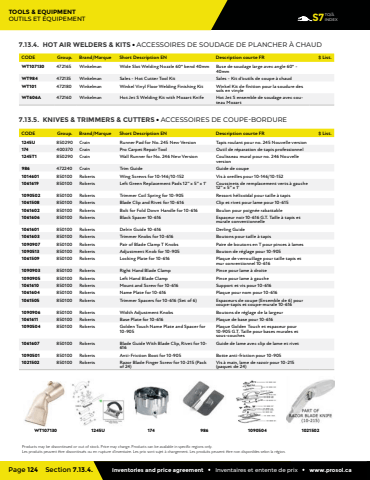 TOOLS & EQUIPMENT
OUTILS ET ÉQUIPEMENT
S7 TOOL INDEX
7.13.4. HOT AIR WELDERS & KITS • ACCESSOIRES DE SOUDAGE DE PLANCHER À CHAUD
CODE Group. Brand/Marque Short Description EN Description courte FR $ List.
WT107130 472165 Winkelman Wide Slot Welding Nozzle 60° bend 40mm Buse de soudage large avec angle 60° - 40mm
WT984 472135 Winkelman Sales - Hot Cutter Tool Kit Sales - Kit d'outils de coupe à chaud
WT101 472180 Winkelman Winkel Vinyl Floor Welding Finishing Kit Winkel Kit de finition pour la soudure des sols en vinyle
WT606A 472160 Winkelman Hot Jet S Welding Kit with Mozart Knife Hot Jet S ensemble de soudage avec couteau Mozart
7.13.5. KNIVES & TRIMMERS & CUTTERS • ACCESSOIRES DE COUPE-BORDURE
CODE Group. Brand/Marque Short Description EN Description courte FR $ List.
1245U 850290 Crain Runner Pad for No. 245 New Version Tapis roulant pour no. 245 Nouvelle version
174 400370 Crain Pro Carpet Repair Tool Outil de réparation de tapis professionnel
1245T1 850290 Crain Wall Runner for No. 246 New Version Coulisseau mural pour no. 246 Nouvelle version
986 472240 Crain Trim Guide Guide de coupe
1014601 850100 Roberts Wing Screws for 10-146/10-152 Vis à oreilles pour 10-146/10-152
1061619 850100 Roberts Left Green Replacements Pads 12" x 5" x 1' Coussinets de remplacement verts à gauche 12" x 5" x 1'
1090502 850100 Roberts Trimmer Coil Spring for 10-905 Ressort hélicoïdal pour taille à tapis
1061508 850100 Roberts Blade Clip and Rivet for 10-616 Clip et rivet pour lame pour 10-615
1061602 850100 Roberts Bolt for Fold Down Handle for 10-616 Boulon pour poignée rabattable
1061606 850100 Roberts Black Spacer 10-616 Espaceur noir 10-616 G.T. Taille à tapis et murale conventionnelle
1061601 850100 Roberts Delrin Guide 10-616 Derling Guide
1061603 850100 Roberts Trimmer Knobs for 10-616 Boutons pour taille à tapis
1090907 850100 Roberts Pair of Blade Clamp T Knobs Paire de boutons en T pour pinces à lames
1090510 850100 Roberts Adjustment Knob for 10-905 Bouton de réglage pour 10-905
1061509 850100 Roberts Locking Plate for 10-616 Plaque de verrouillage pour taille tapis et mur conventionnel 10-616
1090903 850100 Roberts Right Hand Blade Clamp Pince pour lame à droite
1090905 850100 Roberts Left Hand Blade Clamp Pince pour lame à gauche
1061610 850100 Roberts Mount and Screw for 10-616 Support et vis pour 10-616
1061604 850100 Roberts Name Plate for 10-616 Plaque pour nom pour 10-616
1061505 850100 Roberts Trimmer Spacers for 10-616 (Set of 6) Espaceurs de coupe (Ensemble de 6) pour coupe-tapis et coupe-murale 10-616
1090906 850100 Roberts Width Adjustment Knobs Boutons de réglage de la largeur
1061611 850100 Roberts Base Plate for 10-616 Plaque de base pour 10-616
1090504 850100 Roberts Golden Touch Name Plate and Spacer for 10-905 Plaque Golden Touch et espaceur pour 10-905 G.T. Taille pour bases murales et sous-couches
1061607 850100 Roberts Blade Guide With Blade Clip, Rivet for 10-616 Guide de lame avec clip de lame et rivet
1090501 850100 Roberts Anti-Friction Boot for 10-905 Botte anti-friction pour 10-905
1021502 850100 Roberts Razor Blade Finger Screw for 10-215 (Pack of 24) Vis à main, lame de rasoir pour 10-215 (paquet de 24)
PART OF
RAZOR BLADE KNIFE
(10-215)
WT107130 1245U 174 986 1090504 1021502
Products may be discontinued or out of stock. Price may change. Products can be available in specific regions only.
Les produits peuvent être discontinués ou en rupture d'inventaire. Les prix sont sujet à changement. Les produits peuvent être non disponibles selon la région.
Page 124 Section 7.13.4. Inventories and price agreement • Inventaires et entente de prix • www.prosol.ca